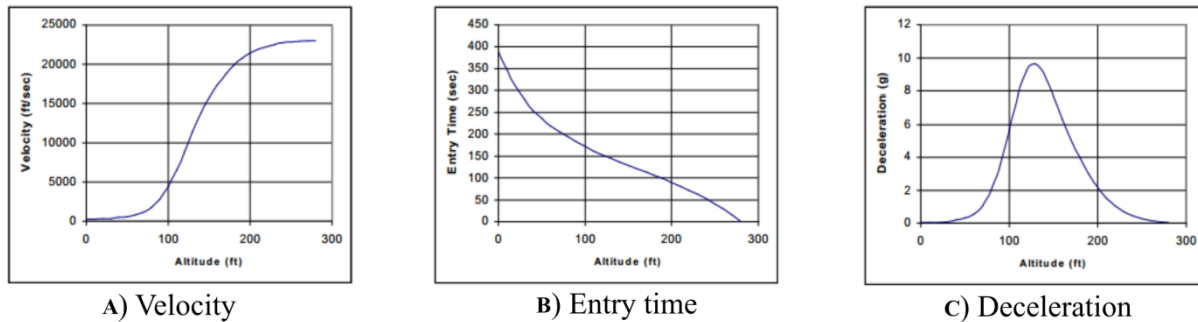 25000
20000
15000
10000
5000
0
Velocity (ft/sec)
0 100 200 300
Altitude (ft)
A) Velocity
450
400
350
300
250
200
150
100
50
0
Entry Time (sec)
0 100 200 300
Altitude (ft)
B) Entry time
12
10
8
6
4
2
0
Deceleration (g)
0 100 200 300
Altitude (ft)
C) Deceleration